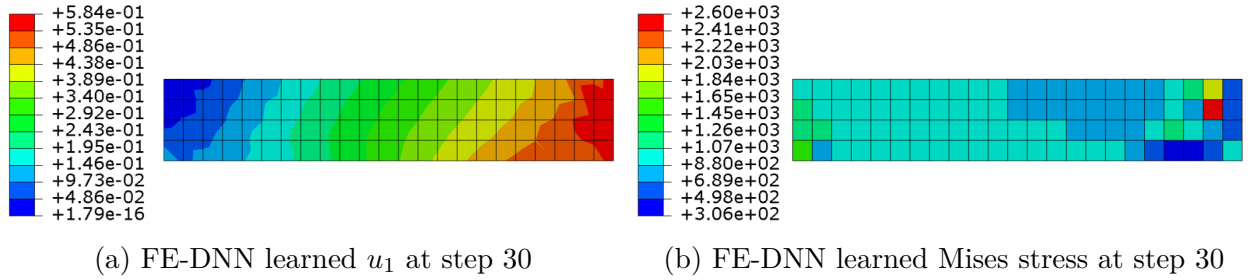 +5.84e-01
+5.35e-01
+4.86e-01
+4.38e-01
+3.89e-01
+3.40e-01
+2.92e-01
+2.43e-01
+1.95e-01
+1.46e-01
+9.73e-02
+4.86e-02
+1.79e-16
+2.60e+03
+2.41e+03
+2.22e+03
+2.03e+03
+1.84e+03
+1.65e+03
+1.45e+03
+1.26e+03
+1.07e+03
+8.80e+02
+6.89e+02
+4.98e+02
+3.06e+02
(a) FE-DNN learned u₁ at step 30
(b) FE-DNN learned Mises stress at step 30